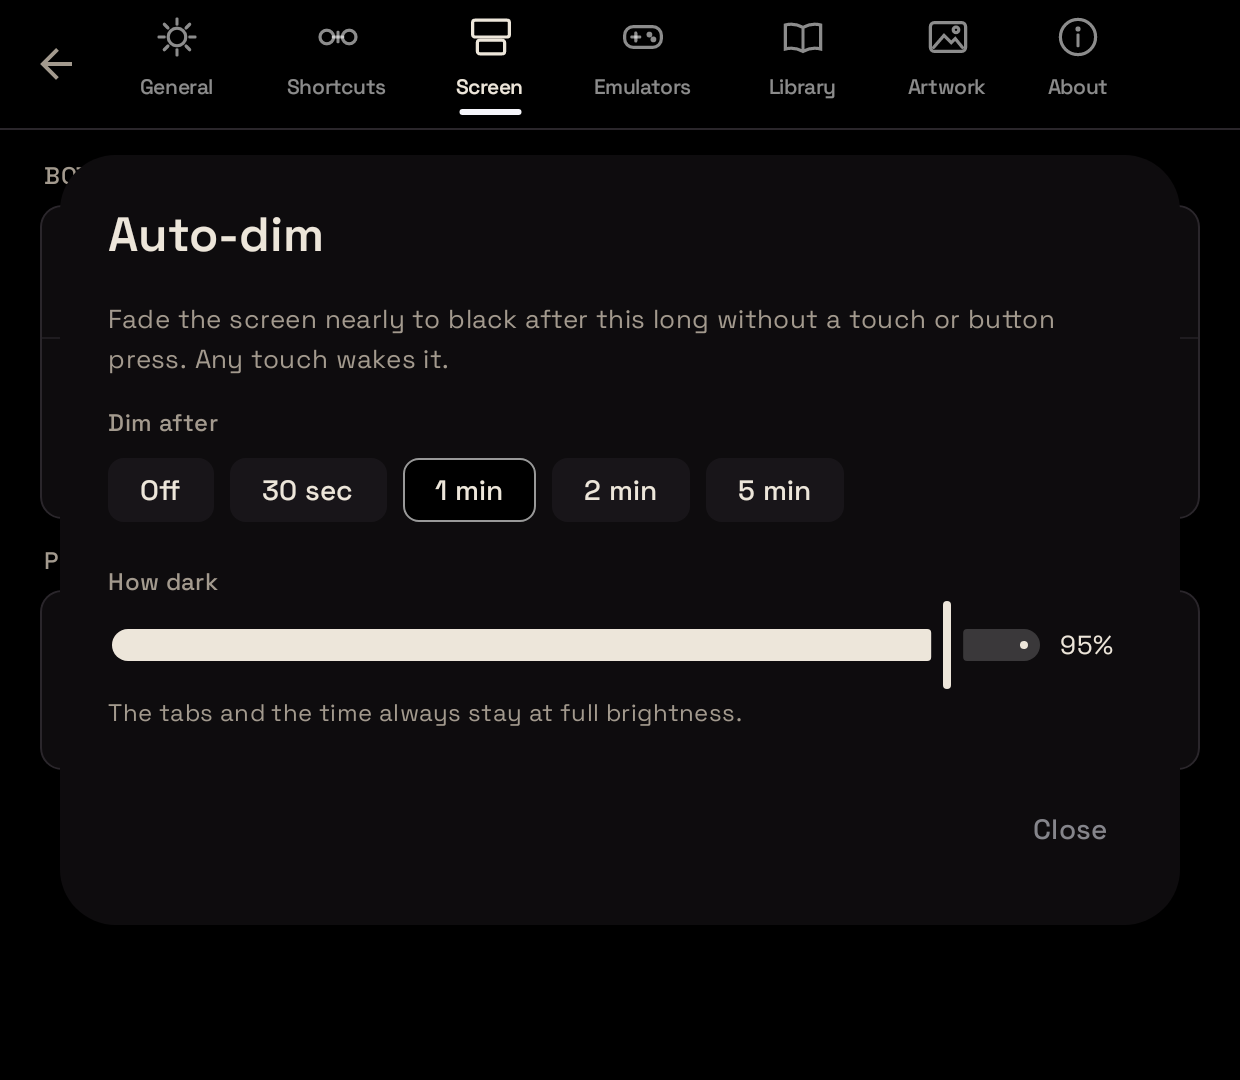 General
Shortcuts
Screen
Emulators
Library
Artwork
About
Auto-dim
Fade the screen nearly to black after this long without a touch or button
press. Any touch wakes it.
Dim after
Off
30 sec
1 min
2 min
5 min
How dark
95%
The tabs and the time always stay at full brightness.
Close